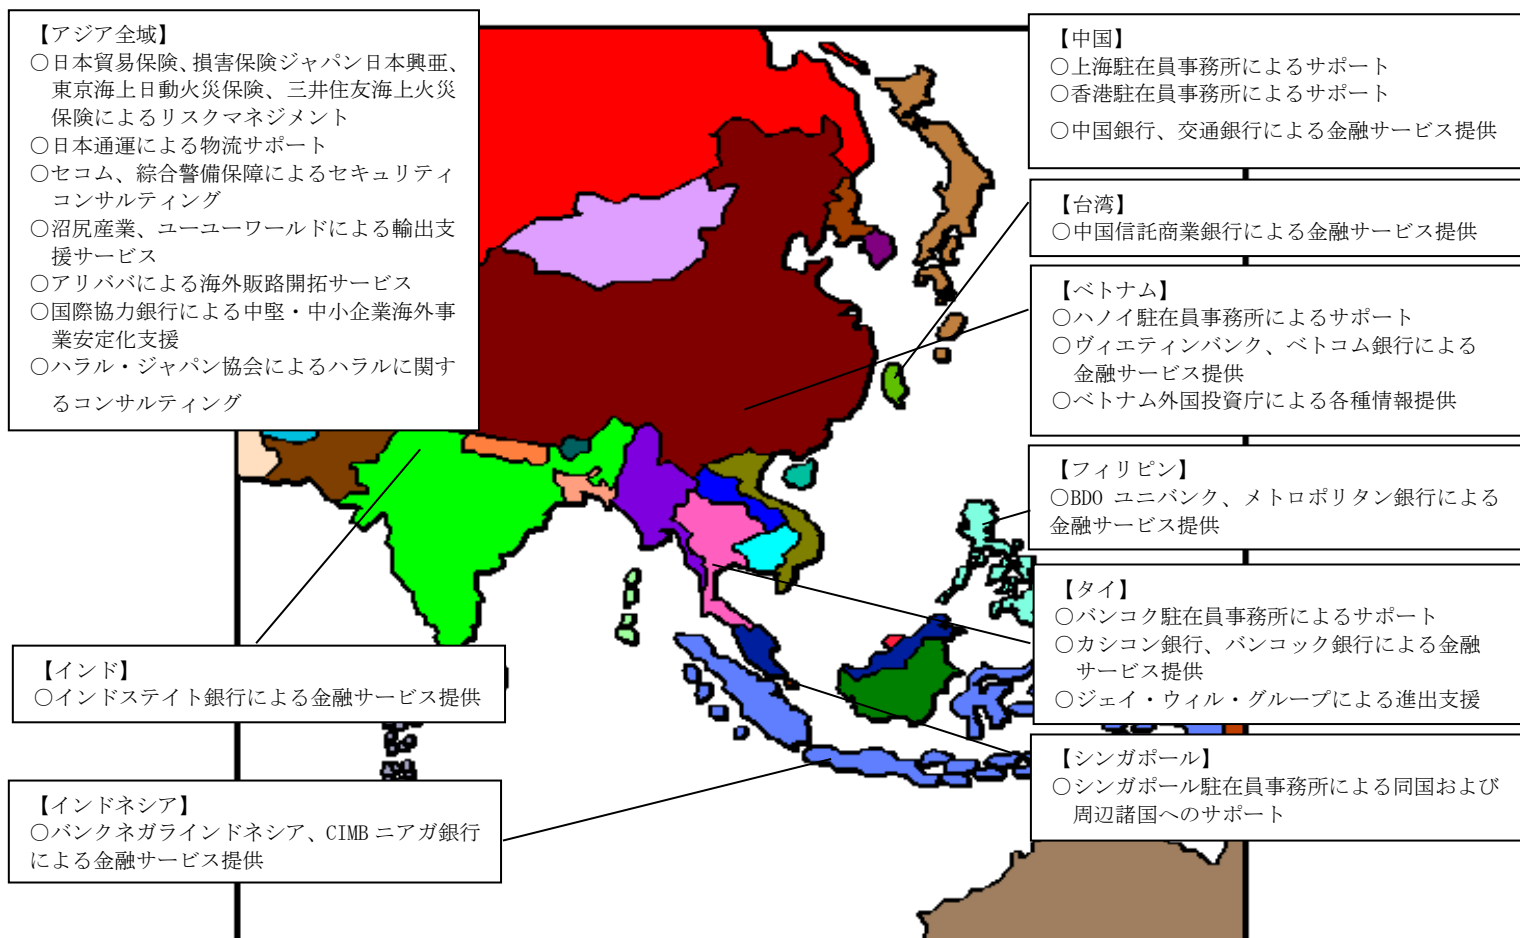 【アジア全域】
○日本貿易保険、損害保険ジャパン日本興亜、
東京海上日動火災保険、三井住友海上火災
保険によるリスクマネジメント
○日本通運による物流サポート
○セコム、綜合警備保障によるセキュリティ
コンサルティング
○沼尻産業、ユーユーワールドによる輸出支
援サービス
○アリババによる海外販路開拓サービス
○国際協力銀行による中堅・中小企業海外事
業安定化支援
○ハラル・ジャパン協会によるハラルに関す
るコンサルティング
【インド】
○インドステイト銀行による金融サービス提供
【インドネシア】
○バンクネガラインドネシア、CIMB ニアガ銀行
による金融サービス提供
【中国】
○上海駐在員事務所によるサポート
○香港駐在員事務所によるサポート
○中国銀行、交通銀行による金融サービス提供
【台湾】
○中国信託商業銀行による金融サービス提供
【ベトナム】
○ハノイ駐在員事務所によるサポート
○ヴィエティンバンク、ベトコム銀行による
金融サービス提供
○ベトナム外国投資庁による各種情報提供
【フィリピン】
○BDO ユニバンク、メトロポリタン銀行による
金融サービス提供
【タイ】
○バンコク駐在員事務所によるサポート
○カシコン銀行、バンコック銀行による金融
サービス提供
○ジェイ・ウィル・グループによる進出支援
【シンガポール】
○シンガポール駐在員事務所による同国および
周辺諸国へのサポート